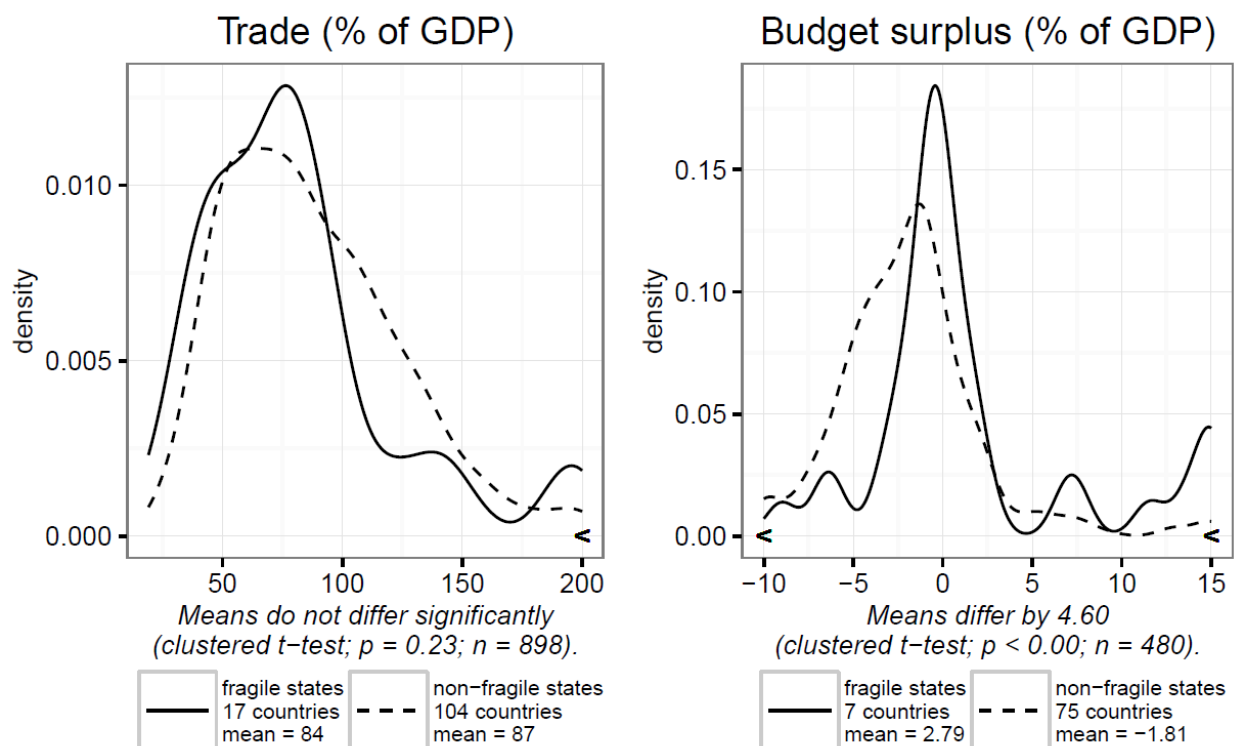 Trade (% of GDP)
density
0.010
0.005
0.000
50 100 150 200
Means do not differ significantly
(clustered t−test; p = 0.23; n = 898).
fragile states
17 countries
mean = 84
non−fragile states
104 countries
mean = 87
Budget surplus (% of GDP)
density
0.15
0.10
0.05
0.00
−10 −5 0 5 10 15
Means differ by 4.60
(clustered t−test; p < 0.00; n = 480).
fragile states
7 countries
mean = 2.79
non−fragile states
75 countries
mean = −1.81